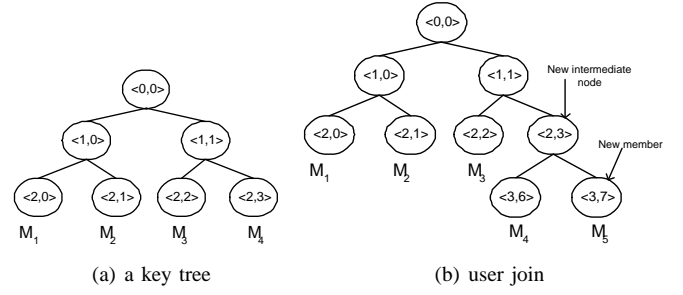 <0,0>
<1,0> <1,1>
<2,0> <2,1> <2,2> <2,3>
M1 M2 M3 M4
(a) a key tree
<0,0>
<1,0> <1,1>
New intermediate
node
<2,0> <2,1> <2,2> <2,3>
New member
M1 M2 M3
<3,6> <3,7>
M4 M5
(b) user join